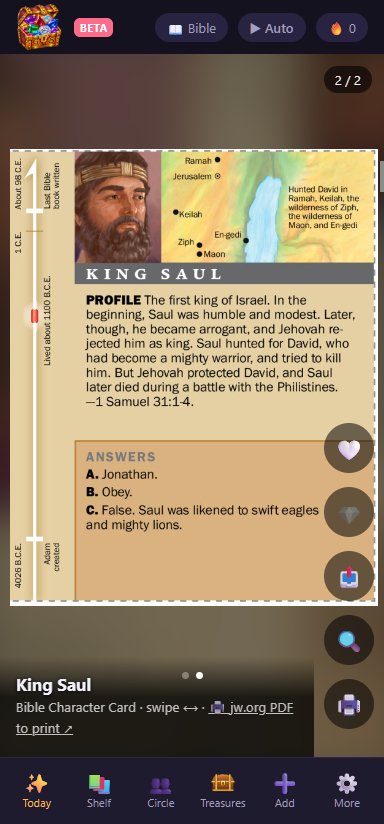 BETA
Bible
Auto
0
2 / 2
About 98 C.E.
Last Bible
book written
1 C.E.
Lived about 1100 B.C.E.
4026 B.C.E.
Adam
created
Ramah
Jerusalem
Keilah
En-gedi
Ziph
Maon
Hunted David in
Ramah, Keilah, the
wilderness of Ziph,
the wilderness of
Maon, and En-gedi
KING SAUL
PROFILE The first king of Israel. In the
beginning, Saul was humble and modest. Later,
though, he became arrogant, and Jehovah re-
jected him as king. Saul hunted for David, who
had become a mighty warrior, and tried to kill
him. But Jehovah protected David, and Saul
later died during a battle with the Philistines.
—1 Samuel 31:1-4.
ANSWERS
A. Jonathan.
B. Obey.
C. False. Saul was likened to swift eagles
and mighty lions.
King Saul
Bible Character Card · swipe ↔ · jw.org PDF
to print ↗
Today
Shelf
Circle
Treasures
Add
More